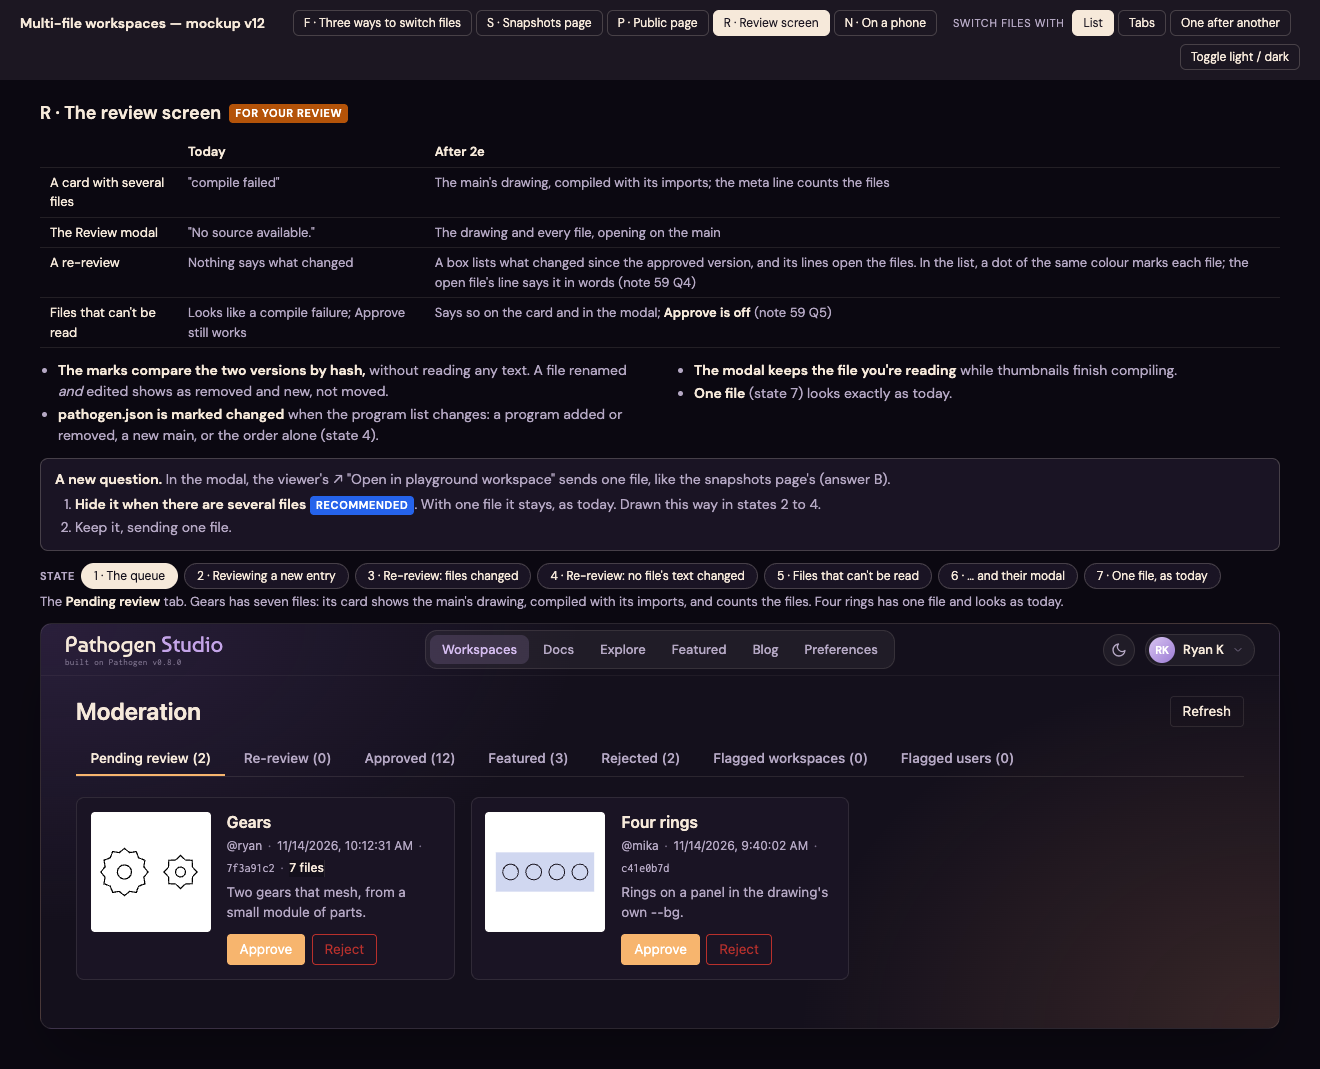 Multi-file workspaces — mockup v12
F · Three ways to switch files
S · Snapshots page
P · Public page
R · Review screen
N · On a phone
SWITCH FILES WITH
List
Tabs
One after another
Toggle light / dark
R · The review screen FOR YOUR REVIEW
Today After 2e
A card with several files "compile failed" The main's drawing, compiled with its imports; the meta line counts the files
The Review modal "No source available." The drawing and every file, opening on the main
A re-review Nothing says what changed A box lists what changed since the approved version, and its lines open the files. In the list, a dot of the same colour marks each file; the
open file's line says it in words (note 59 Q4)
Files that can't be read Looks like a compile failure; Approve still works Says so on the card and in the modal; Approve is off (note 59 Q5)
• The marks compare the two versions by hash, without reading any text. A file renamed
and edited shows as removed and new, not moved.
• pathogen.json is marked changed when the program list changes: a program added or
removed, a new main, or the order alone (state 4).
• The modal keeps the file you're reading while thumbnails finish compiling.
• One file (state 7) looks exactly as today.
A new question. In the modal, the viewer's ↗ "Open in playground workspace" sends one file, like the snapshots page's (answer B).
1. Hide it when there are several files RECOMMENDED. With one file it stays, as today. Drawn this way in states 2 to 4.
2. Keep it, sending one file.
STATE
1 · The queue
2 · Reviewing a new entry
3 · Re-review: files changed
4 · Re-review: no file's text changed
5 · Files that can't be read
6 · … and their modal
7 · One file, as today
The Pending review tab. Gears has seven files: its card shows the main's drawing, compiled with its imports, and counts the files. Four rings has one file and looks as today.
Pathogen Studio
built on Pathogen v0.8.0
Workspaces
Docs
Explore
Featured
Blog
Preferences
RK Ryan K
Moderation
Refresh
Pending review (2)
Re-review (0)
Approved (12)
Featured (3)
Rejected (2)
Flagged workspaces (0)
Flagged users (0)
Gears
@ryan · 11/14/2026, 10:12:31 AM ·
7f3a91c2 · 7 files
Two gears that mesh, from a
small module of parts.
Approve
Reject
Four rings
@mika · 11/14/2026, 9:40:02 AM ·
c41e0b7d
Rings on a panel in the drawing's
own --bg.
Approve
Reject